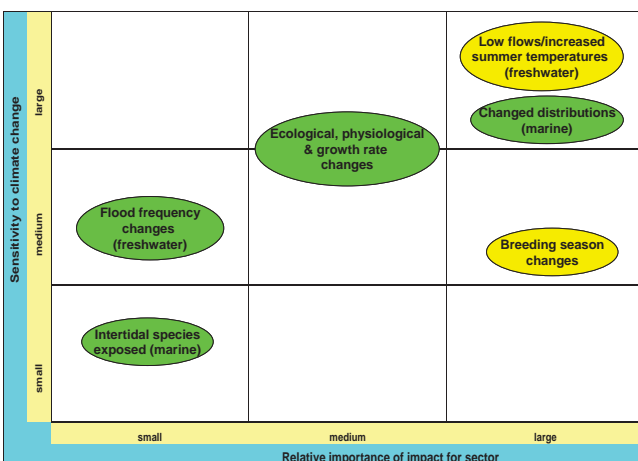 Sensitivity to climate change
large
medium
small
Low flows/increased
summer temperatures
(freshwater)
Changed distributions
(marine)
Ecological, physiological
& growth rate
changes
Flood frequency
changes
(freshwater)
Breeding season
changes
Intertidal species
exposed (marine)
small
medium
large
Relative importance of impact for sector